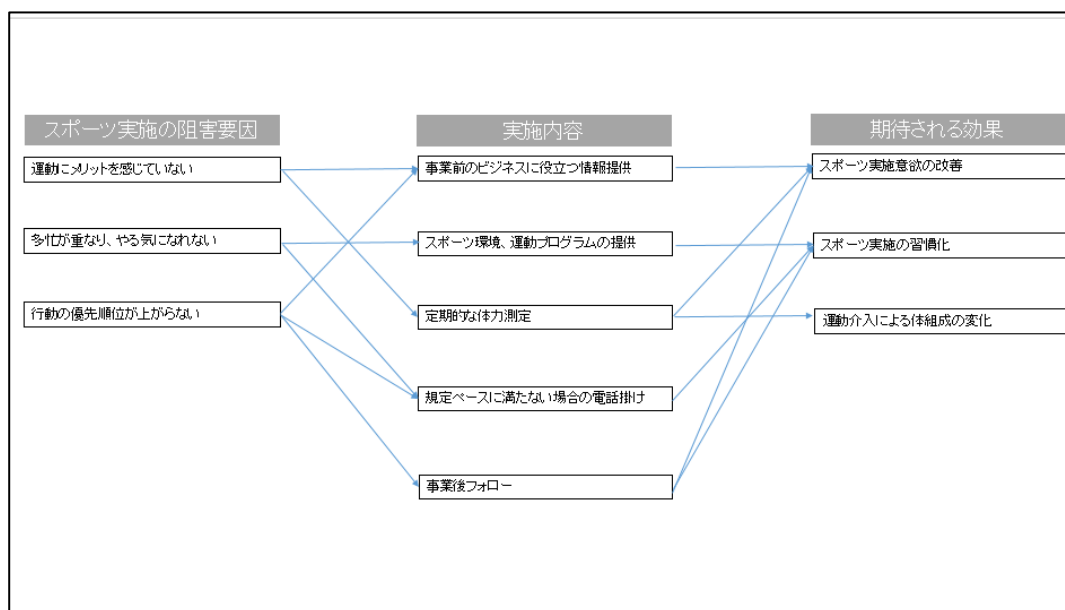 スポーツ実施の阻害要因
運動にメリットを感じていない
多忙が重なり、やる気になれない
行動の優先順位が上がらない
実施内容
事業前のビジネスに役立つ情報提供
スポーツ環境、運動プログラムの提供
定期的な体力測定
規定ペースに満たない場合の電話掛け
事業後フォロー
期待される効果
スポーツ実施意欲の改善
スポーツ実施の習慣化
運動介入による体組成の変化